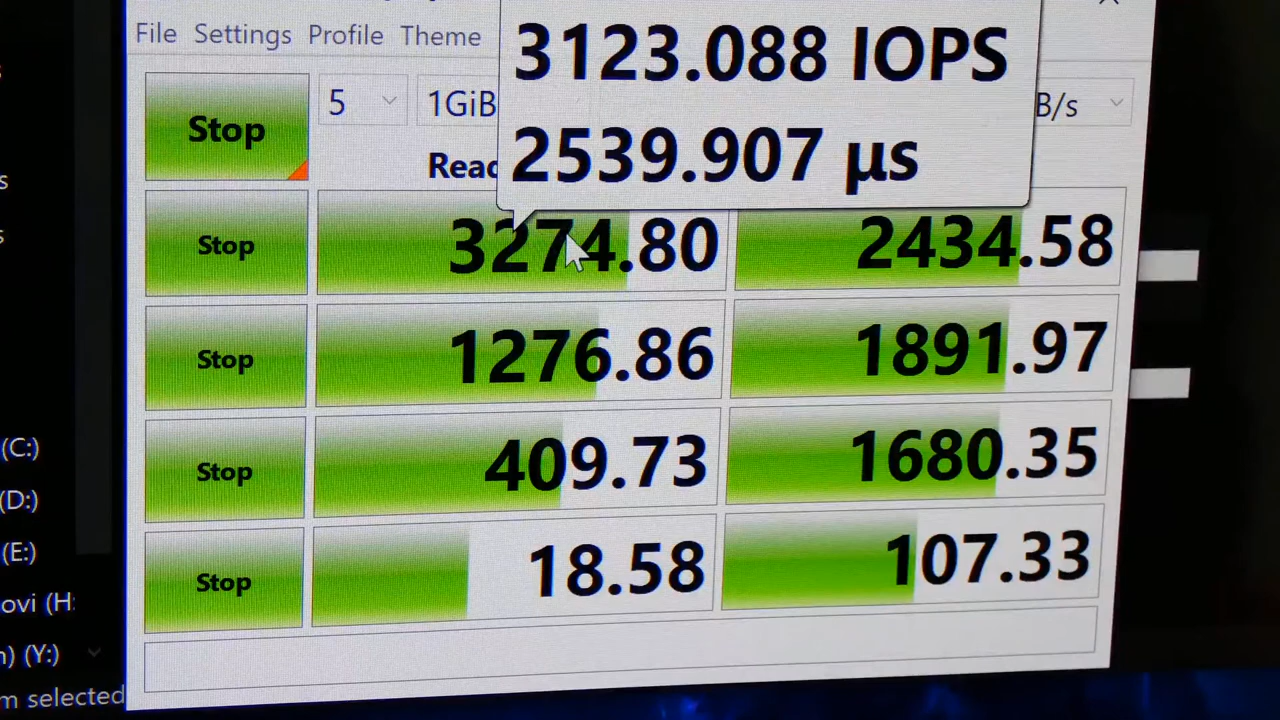 File Settings Profile Theme
3123.088 IOPS
2539.907 µs
Stop 5 1GiB B/s
Read
Stop 3274.80 2434.58
Stop 1276.86 1891.97
Stop 409.73 1680.35
Stop 18.58 107.33
s
s
(C:)
(D:)
(E:)
ovi (H:
n) (Y:)
m selected